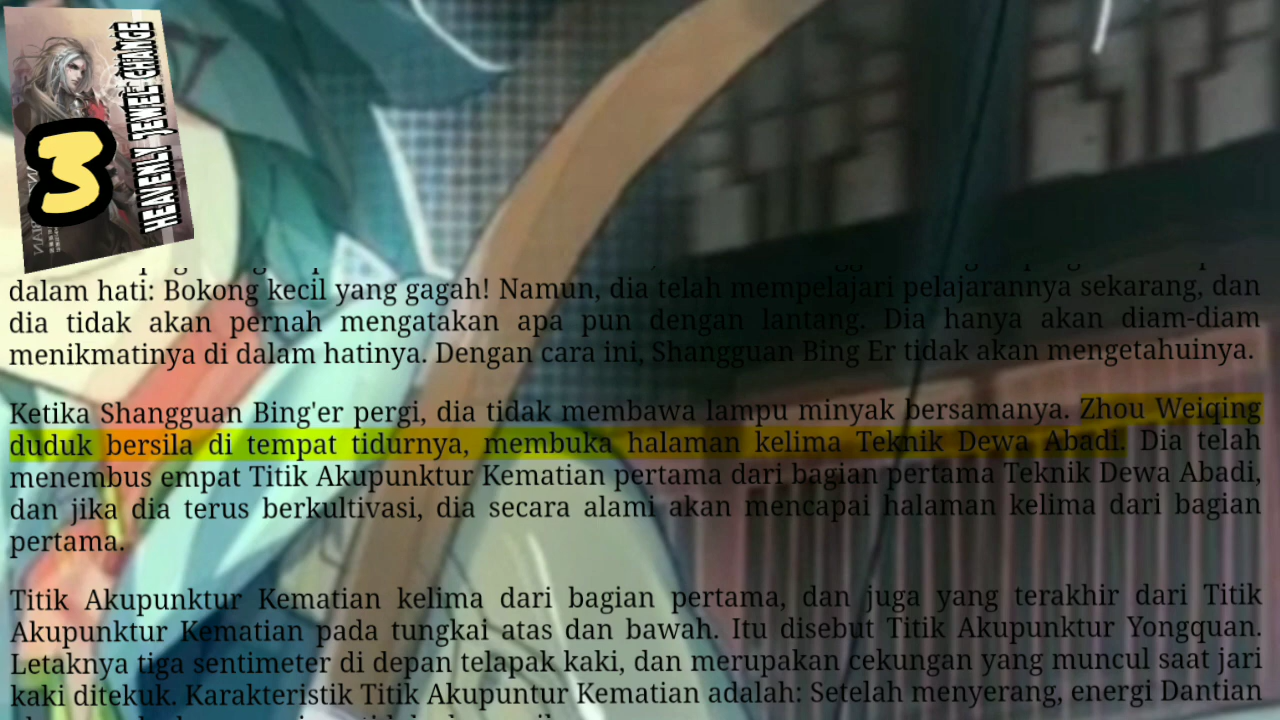 HEAVENLY JEWEL CHANGE
3
dalam hati: Bokong kecil yang gagah! Namun, dia telah mempelajari pelajarannya sekarang, dan
dia tidak akan pernah mengatakan apa pun dengan lantang. Dia hanya akan diam-diam
menikmatinya di dalam hatinya. Dengan cara ini, Shangguan Bing Er tidak akan mengetahuinya.
Ketika Shangguan Bing'er pergi, dia tidak membawa lampu minyak bersamanya. Zhou Weiqing
duduk bersila di tempat tidurnya, membuka halaman kelima Teknik Dewa Abadi. Dia telah
menembus empat Titik Akupunktur Kematian pertama dari bagian pertama Teknik Dewa Abadi,
dan jika dia terus berkultivasi, dia secara alami akan mencapai halaman kelima dari bagian
pertama.
Titik Akupunktur Kematian kelima dari bagian pertama, dan juga yang terakhir dari Titik
Akupunktur Kematian pada tungkai atas dan bawah. Itu disebut Titik Akupunktur Yongquan.
Letaknya tiga sentimeter di depan telapak kaki, dan merupakan cekungan yang muncul saat jari
kaki ditekuk. Karakteristik Titik Akupuntur Kematian adalah: Setelah menyerang, energi Dantian